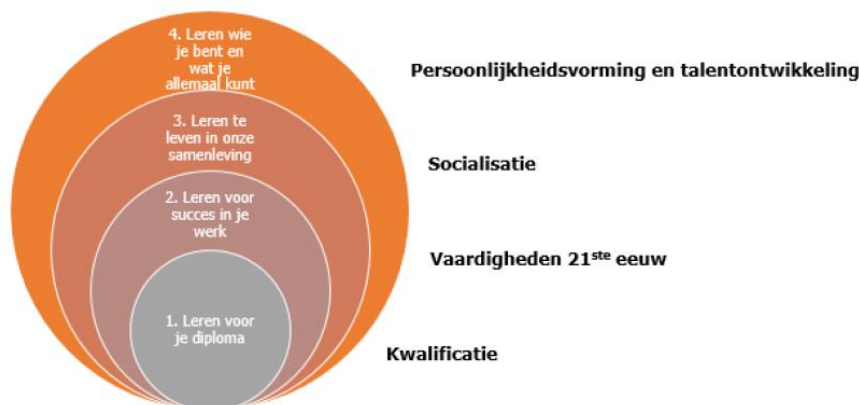 4. Leren wie
je bent en
wat je
allemaal kunt
Persoonlijkheidsvorming en talentontwikkeling
3. Leren te
leven in onze
samenleving
Socialisatie
2. Leren voor
succes in je
werk
Vaardigheden 21ste eeuw
1. Leren voor
je diploma
Kwalificatie